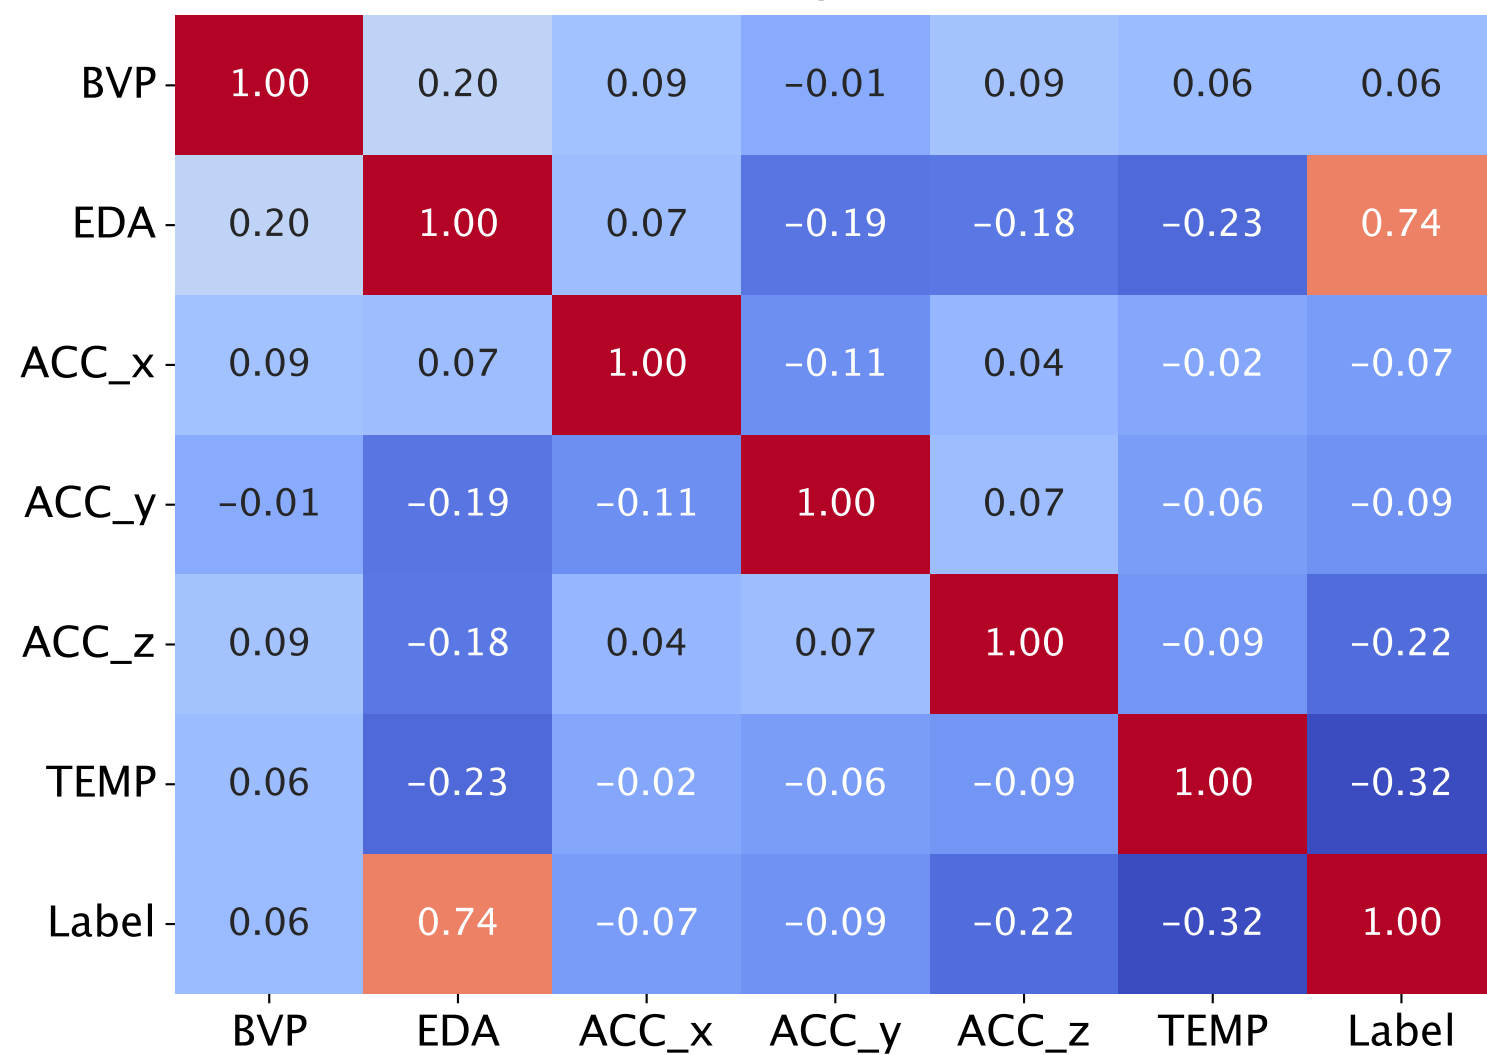 BVP 1.00 0.20 0.09 −0.01 0.09 0.06 0.06
EDA 0.20 1.00 0.07 −0.19 −0.18 −0.23 0.74
ACC_x 0.09 0.07 1.00 −0.11 0.04 −0.02 −0.07
ACC_y −0.01 −0.19 −0.11 1.00 0.07 −0.06 −0.09
ACC_z 0.09 −0.18 0.04 0.07 1.00 −0.09 −0.22
TEMP 0.06 −0.23 −0.02 −0.06 −0.09 1.00 −0.32
Label 0.06 0.74 −0.07 −0.09 −0.22 −0.32 1.00
BVP EDA ACC_x ACC_y ACC_z TEMP Label